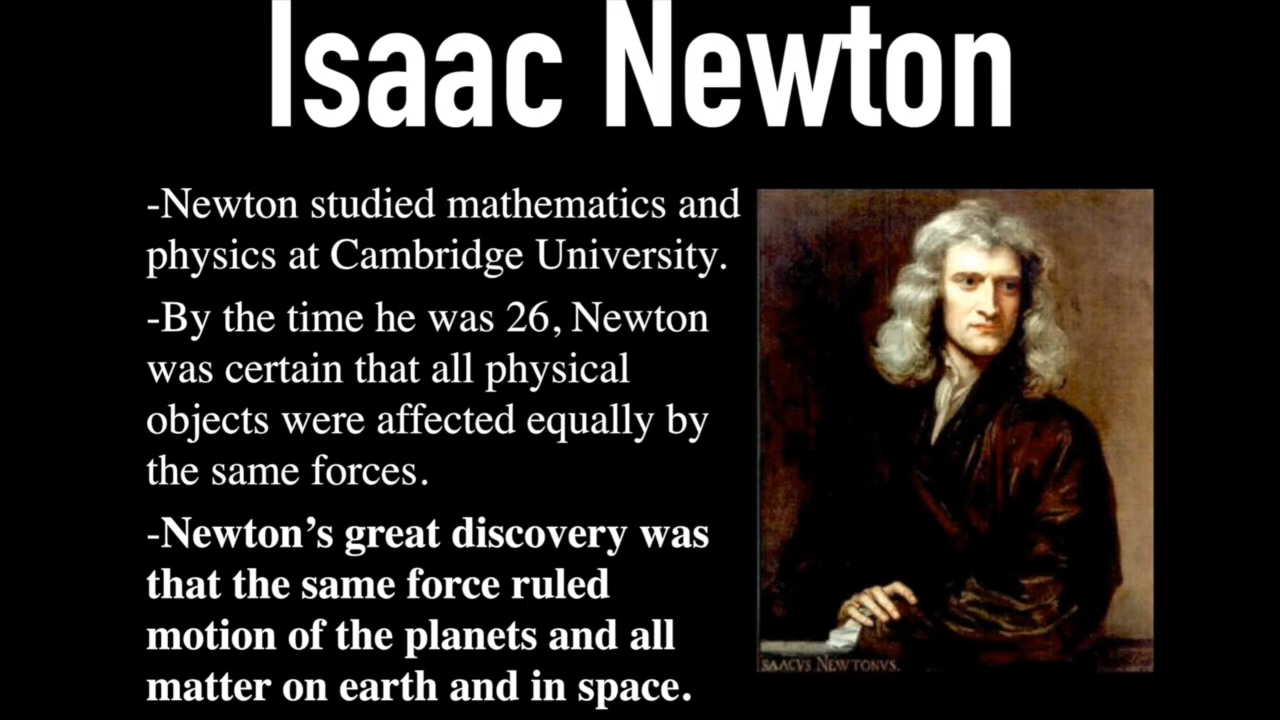 Isaac Newton
-Newton studied mathematics and
physics at Cambridge University.
-By the time he was 26, Newton
was certain that all physical
objects were affected equally by
the same forces.
-Newton’s great discovery was
that the same force ruled
motion of the planets and all
matter on earth and in space.
SAACVS NEWTONVS.